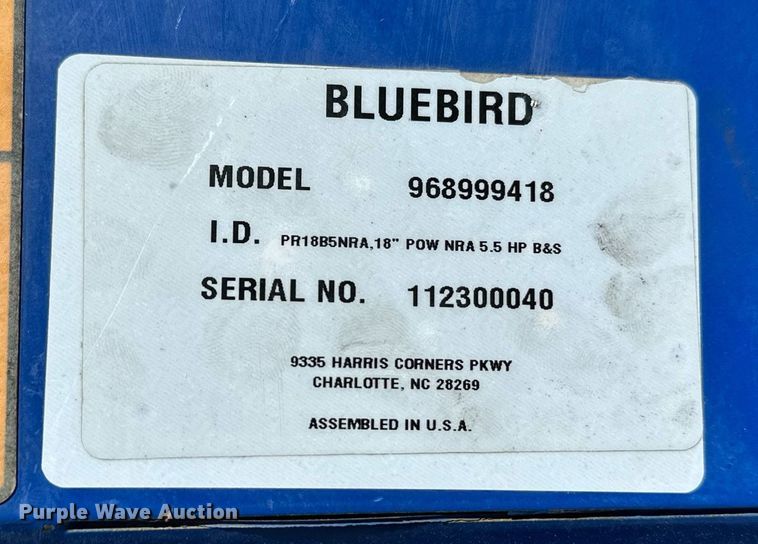 BLUEBIRD
MODEL 968999418
I.D. PR18B5NRA,18" POW NRA 5.5 HP B&S
SERIAL NO. 112300040
9335 HARRIS CORNERS PKWY
CHARLOTTE, NC 28269
ASSEMBLED IN U.S.A.
Purple Wave Auction